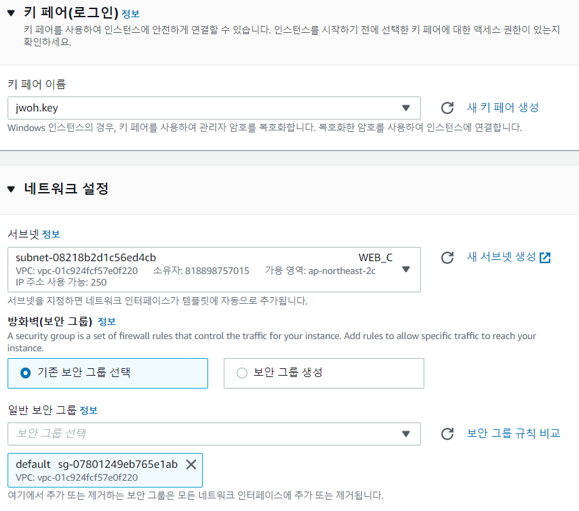 키 페어(로그인) 정보
키 페어를 사용하여 인스턴스에 안전하게 연결할 수 있습니다. 인스턴스를 시작하기 전에 선택한 키 페어에 대한 액세스 권한이 있는지
확인하세요.
키 페어 이름
jwoh.key
새 키 페어 생성
Windows 인스턴스의 경우, 키 페어를 사용하여 관리자 암호를 복호화합니다. 복호화한 암호를 사용하여 인스턴스에 연결합니다.
네트워크 설정
서브넷 정보
subnet-08218b2d1c56ed4cb WEB_C
VPC: vpc-01c924fcf57e0f220 소유자: 818898757015 가용 영역: ap-northeast-2c
IP 주소 사용 가능: 250
새 서브넷 생성
서브넷을 지정하면 네트워크 인터페이스가 템플릿에 자동으로 추가됩니다.
방화벽(보안 그룹) 정보
A security group is a set of firewall rules that control the traffic for your instance. Add rules to allow specific traffic to reach your
instance.
기존 보안 그룹 선택
보안 그룹 생성
일반 보안 그룹 정보
보안 그룹 선택
보안 그룹 규칙 비교
default sg-07801249eb765e1ab
VPC: vpc-01c924fcf57e0f220
여기에서 추가 또는 제거하는 보안 그룹은 모든 네트워크 인터페이스에 추가 또는 제거됩니다.